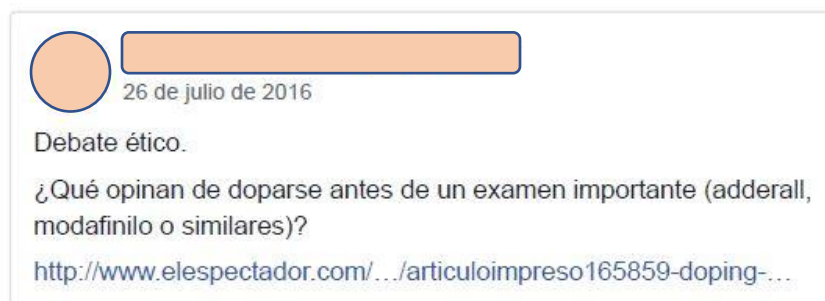 26 de julio de 2016
Debate ético.
¿Qué opinan de doparse antes de un examen importante (adderall,
modafinilo o similares)?
http://www.elespectador.com/.../articuloimpreso165859-doping-...